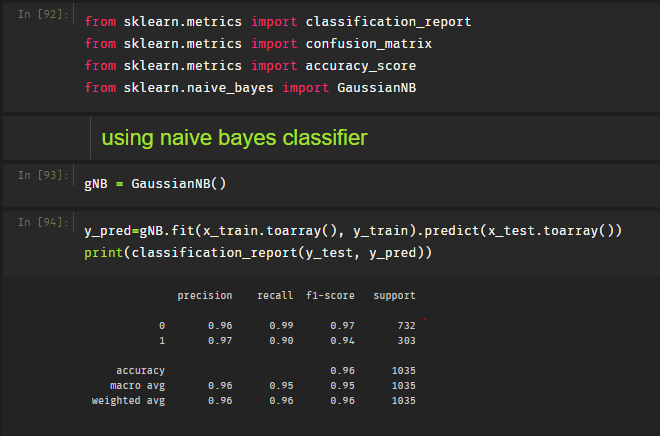 In [92]:
from sklearn.metrics import classification_report
from sklearn.metrics import confusion_matrix
from sklearn.metrics import accuracy_score
from sklearn.naive_bayes import GaussianNB
using naive bayes classifier
In [93]:
gNB = GaussianNB()
In [94]:
y_pred=gNB.fit(x_train.toarray(), y_train).predict(x_test.toarray())
print(classification_report(y_test, y_pred))
precision recall f1-score support
0 0.96 0.99 0.97 732
1 0.97 0.90 0.94 303
accuracy 0.96 1035
macro avg 0.96 0.95 0.95 1035
weighted avg 0.96 0.96 0.96 1035